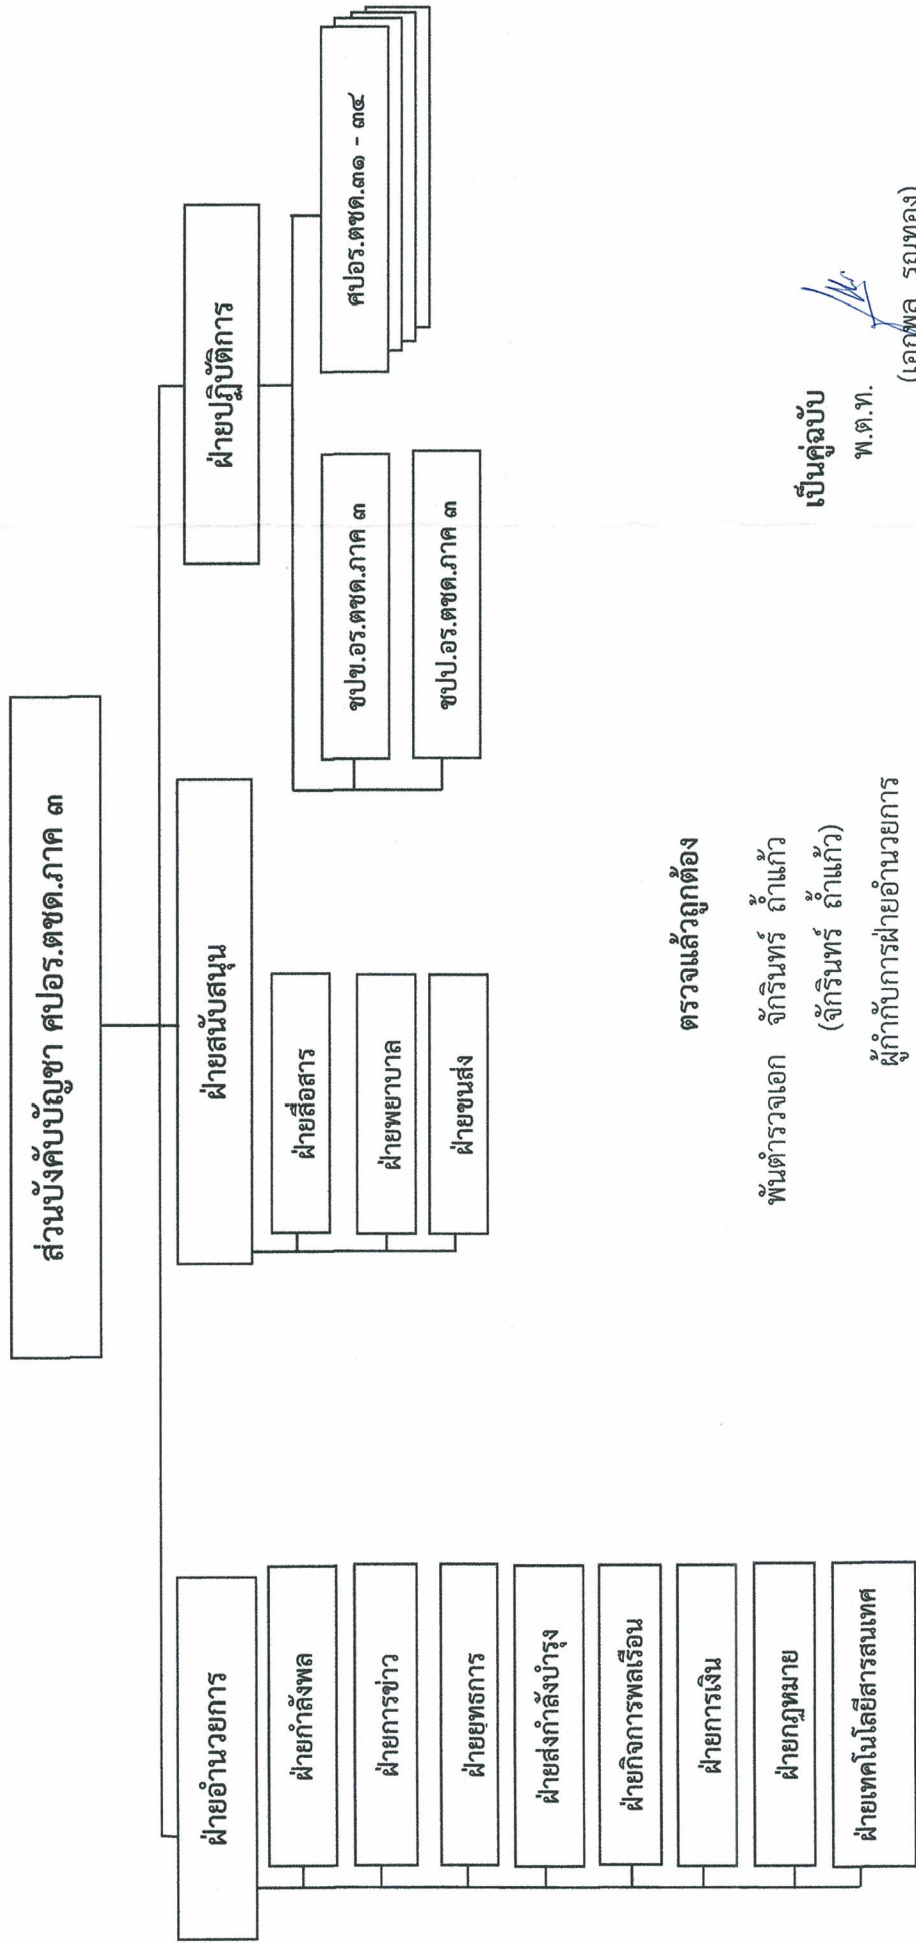 ส่วนบังคับบัญชา ศปอร.ตชด.ภาค ๓
ฝ่ายอำนวยการ
ฝ่ายกำลังพล
ฝ่ายการข่าว
ฝ่ายยุทธการ
ฝ่ายส่งกำลังบำรุง
ฝ่ายกิจการพลเรือน
ฝ่ายการเงิน
ฝ่ายกฎหมาย
ฝ่ายเทคโนโลยีสารสนเทศ
ฝ่ายสนับสนุน
ฝ่ายสื่อสาร
ฝ่ายพยาบาล
ฝ่ายขนส่ง
ฝ่ายปฏิบัติการ
ชปข.อร.ตชด.ภาค ๓
ชปป.อร.ตชด.ภาค ๓
ศปอร.ตชด.๓๑ - ๓๔
ตรวจแล้วถูกต้อง
พันตำรวจเอก จักรินทร์ ถ้ำแก้ว
(จักรินทร์ ถ้ำแก้ว)
ผู้กำกับการฝ่ายอำนวยการ
เป็นคู่ฉบับ
พ.ต.ท.
(เอกพล